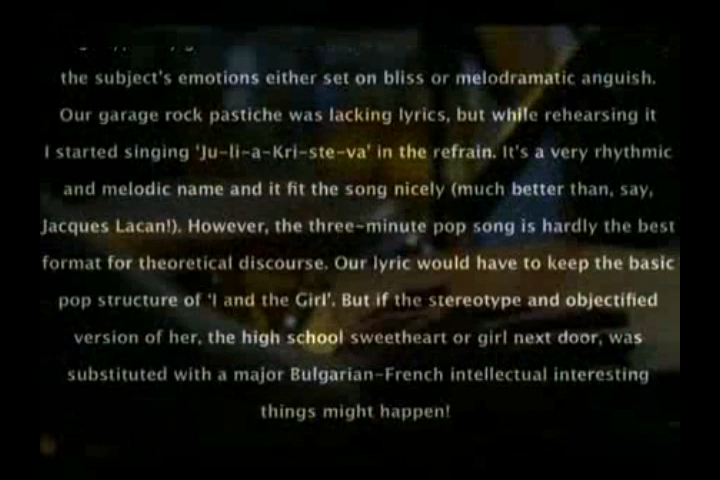 the subject's emotions either set on bliss or melodramatic anguish.
Our garage rock pastiche was lacking lyrics, but while rehearsing it
I started singing 'Ju-li-a-Kri-ste-va' in the refrain. It's a very rhythmic
and melodic name and it fit the song nicely (much better than, say,
Jacques Lacan!). However, the three-minute pop song is hardly the best
format for theoretical discourse. Our lyric would have to keep the basic
pop structure of 'I and the Girl'. But if the stereotype and objectified
version of her, the high school sweetheart or girl next door, was
substituted with a major Bulgarian-French intellectual interesting
things might happen!